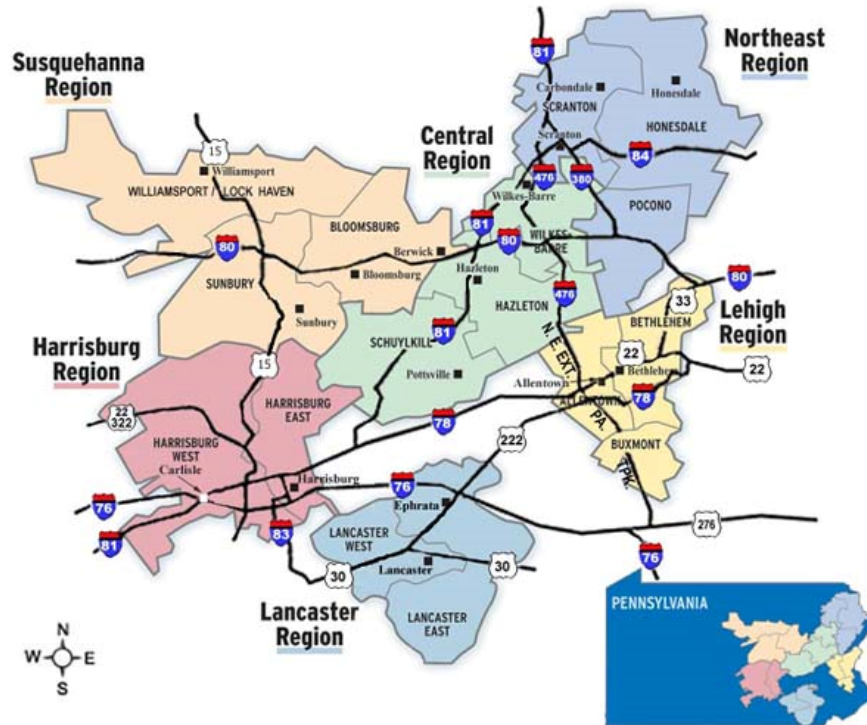 Susquehanna
Region
Northeast
Region
Central
Region
Harrisburg
Region
Lehigh
Region
Lancaster
Region
81
Carbondale
SCRANTON
Honesdale
HONESDALE
Scranton
84
476
380
POCONO
15
Williamsport
WILLIAMSPORT / LOCK HAVEN
BLOOMSBURG
80
Berwick
Bloomsburg
SUNBURY
Sunbury
Wilkes-Barre
81
80
WILKES-
BARRE
Hazleton
476
HAZLETON
81
SCHUYLKILL
Pottsville
N. E. EXT.
PA.
TPK.
80
33
BETHLEHEM
22
Bethlehem
22
Allentown
ALLENTOWN
78
BUXMONT
15
22
322
HARRISBURG
EAST
HARRISBURG
WEST
Carlisle
Harrisburg
78
222
76
76
81
83
Ephrata
LANCASTER
WEST
Lancaster
30
30
LANCASTER
EAST
276
76
N
W E
S
PENNSYLVANIA